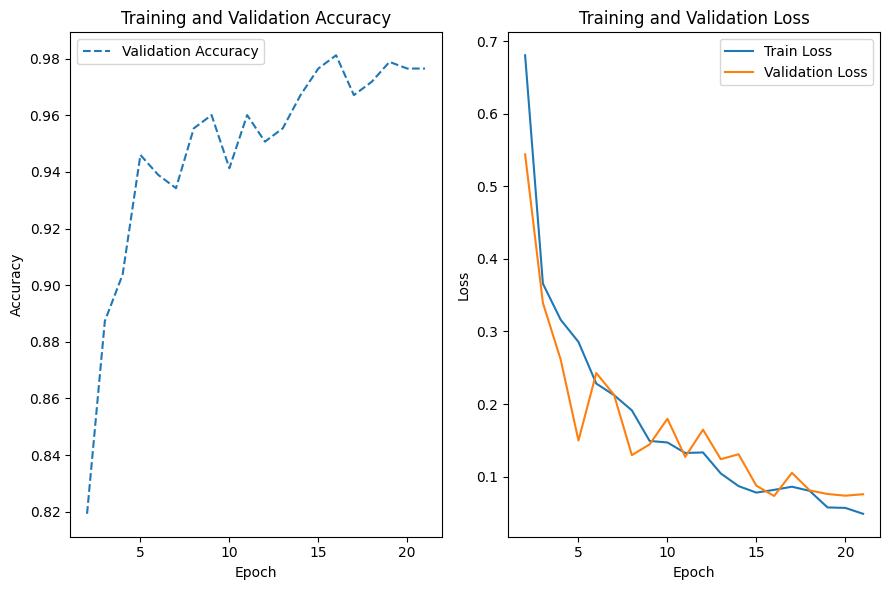 Training and Validation Accuracy
Validation Accuracy
0.98
0.96
0.94
0.92
0.90
0.88
0.86
0.84
0.82
Accuracy
5
10
15
20
Epoch
Training and Validation Loss
Train Loss
Validation Loss
0.7
0.6
0.5
0.4
0.3
0.2
0.1
Loss
5
10
15
20
Epoch